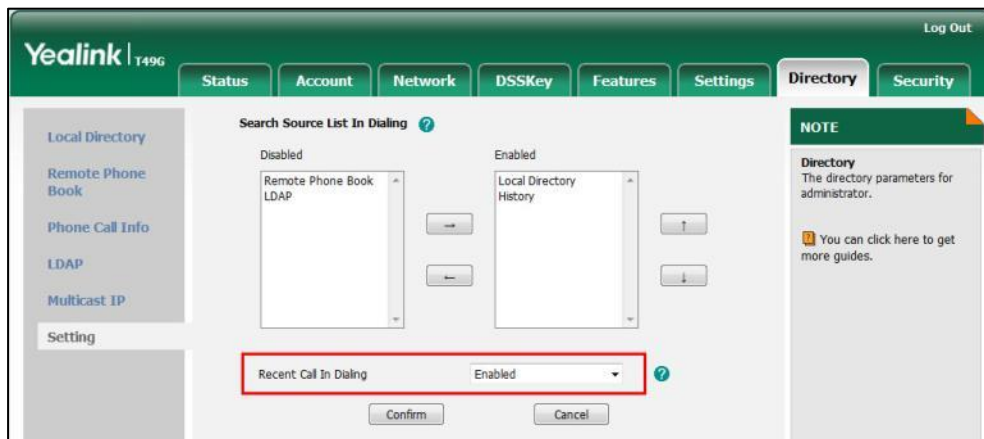 Log Out
Yealink | T49G
Status
Account
Network
DSSKey
Features
Settings
Directory
Security
Local Directory
Remote Phone
Book
Phone Call Info
LDAP
Multicast IP
Setting
Search Source List In Dialing ?
Disabled
Remote Phone Book
LDAP
→
←
Enabled
Local Directory
History
↑
↓
Recent Call In Dialing Enabled ?
Confirm
Cancel
NOTE
Directory
The directory parameters for
administrator.
? You can click here to get
more guides.